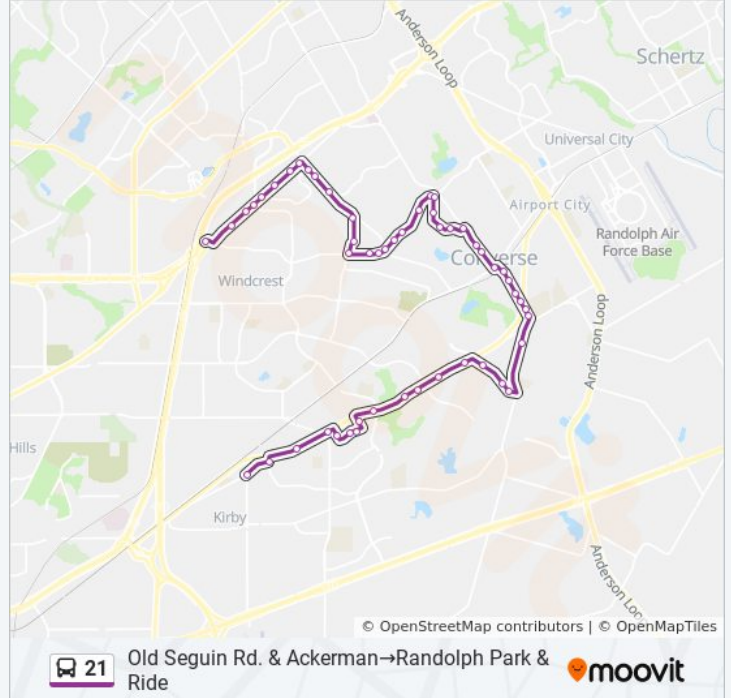 Anderson Loop
Schertz
Universal City
Airport City
Randolph Air
Force Base
Converse
Windcrest
Anderson Loop
Hills
Kirby
Anderson Loop
© OpenStreetMap contributors | © OpenMapTiles
21
Old Seguin Rd. & Ackerman→Randolph Park &
Ride
moovit